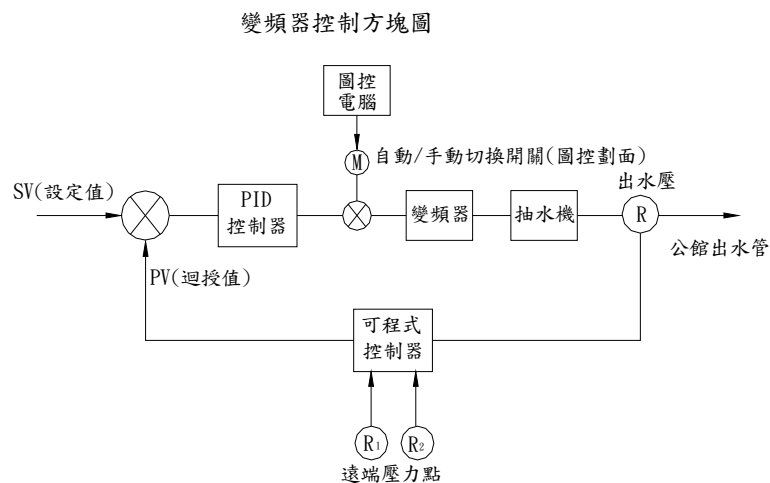 變頻器控制方塊圖
圖控
電腦
M
自動/手動切換開關(圖控劃面)
出水壓
SV(設定值)
PID
控制器
變頻器
抽水機
R
公館出水管
PV(迴授值)
可程式
控制器
R1
R2
遠端壓力點